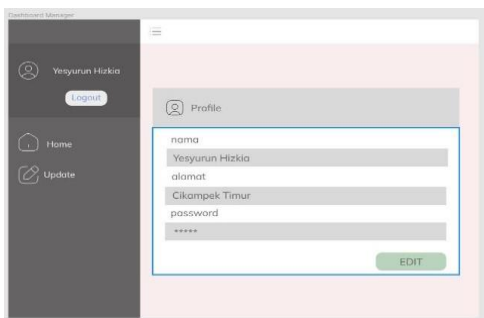 Dashboard Manager
Yesyurun Hizkia
Logout
Home
Update
Profile
nama
Yesyurun Hizkia
alamat
Cikampek Timur
password
*****
EDIT